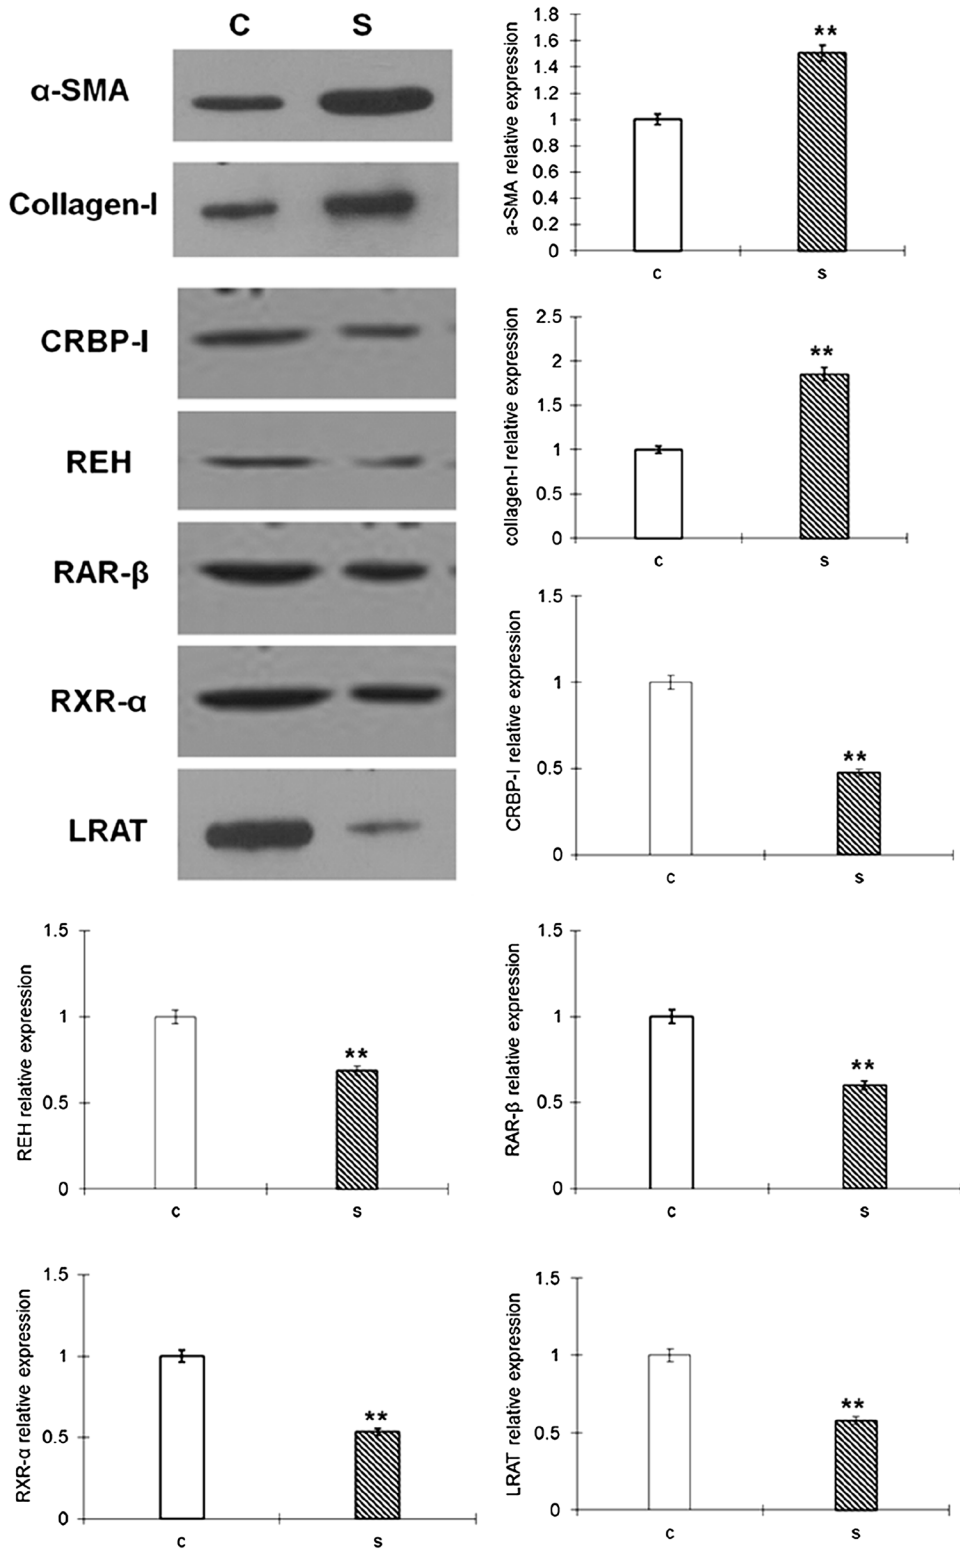 C S
α-SMA
Collagen-I
CRBP-I
REH
RAR-β
RXR-α
LRAT
a-SMA relative expression
1.8
1.6
1.4
1.2
1
0.8
0.6
0.4
0.2
0
**
c s
collagen-I relative expression
2.5
2
1.5
1
0.5
0
**
c s
CRBP-I relative expression
1.5
1
0.5
0
**
c s
REH relative expression
1.5
1
0.5
0
**
c s
RAR-β relative expression
1.5
1
0.5
0
**
c s
RXR-α relative expression
1.5
1
0.5
0
**
c s
LRAT relative expression
1.5
1
0.5
0
**
c s